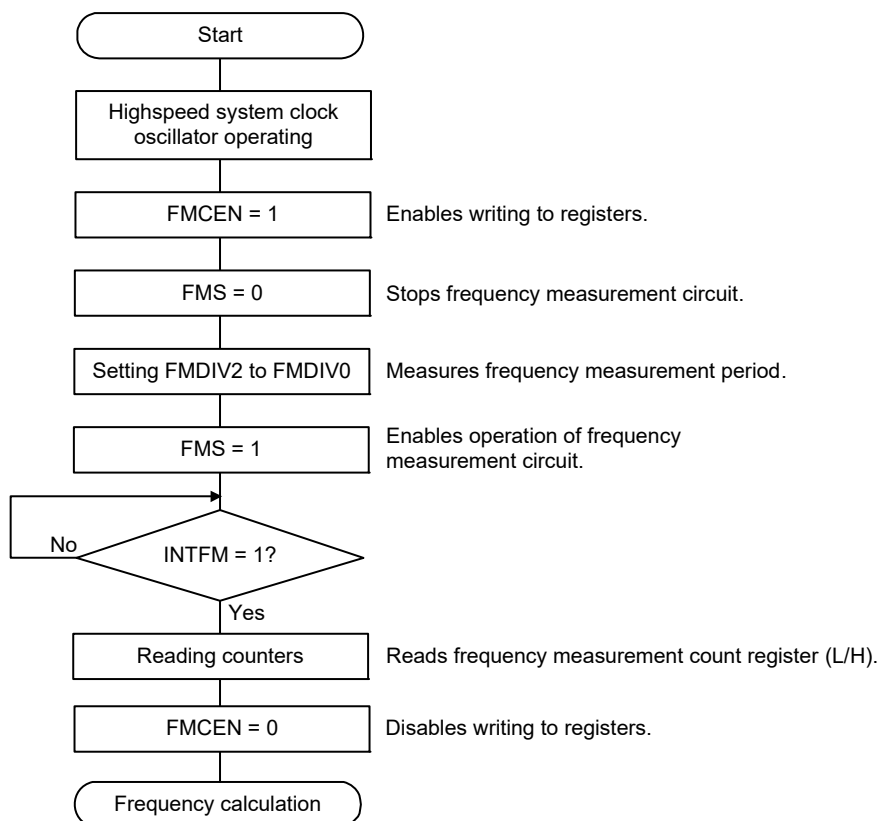 Start
Highspeed system clock
oscillator operating
FMCEN = 1
Enables writing to registers.
FMS = 0
Stops frequency measurement circuit.
Setting FMDIV2 to FMDIV0
Measures frequency measurement period.
FMS = 1
Enables operation of frequency
measurement circuit.
No
INTFM = 1?
Yes
Reading counters
Reads frequency measurement count register (L/H).
FMCEN = 0
Disables writing to registers.
Frequency calculation